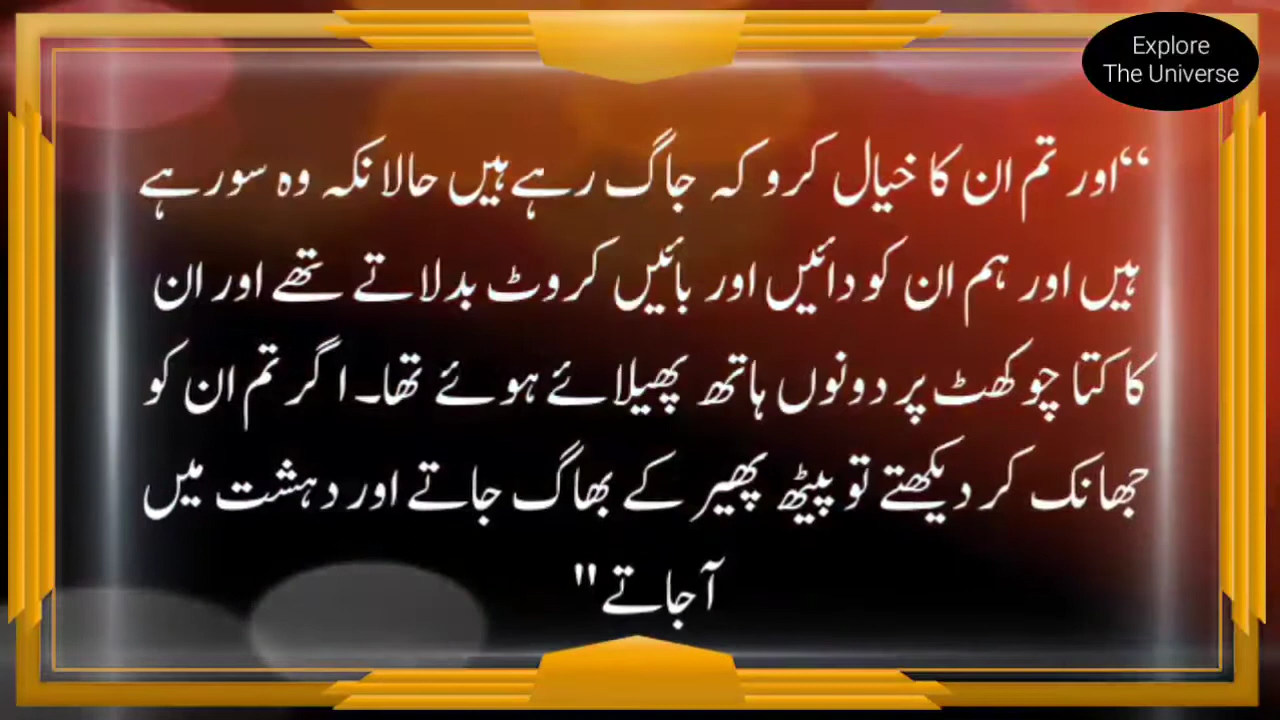 Explore
The Universe
“اور تم ان کا خیال کرو کہ جاگ رہے ہیں حالانکہ وہ سو رہے
ہیں اور ہم ان کو دائیں اور بائیں کروٹ بدلاتے تھے اور ان
کا کتا چوکھٹ پر دونوں ہاتھ پھیلائے ہوئے تھا۔ اگر تم ان کو
جھانک کر دیکھتے تو پیٹھ پھیر کے بھاگ جاتے اور دہشت میں
آجاتے"